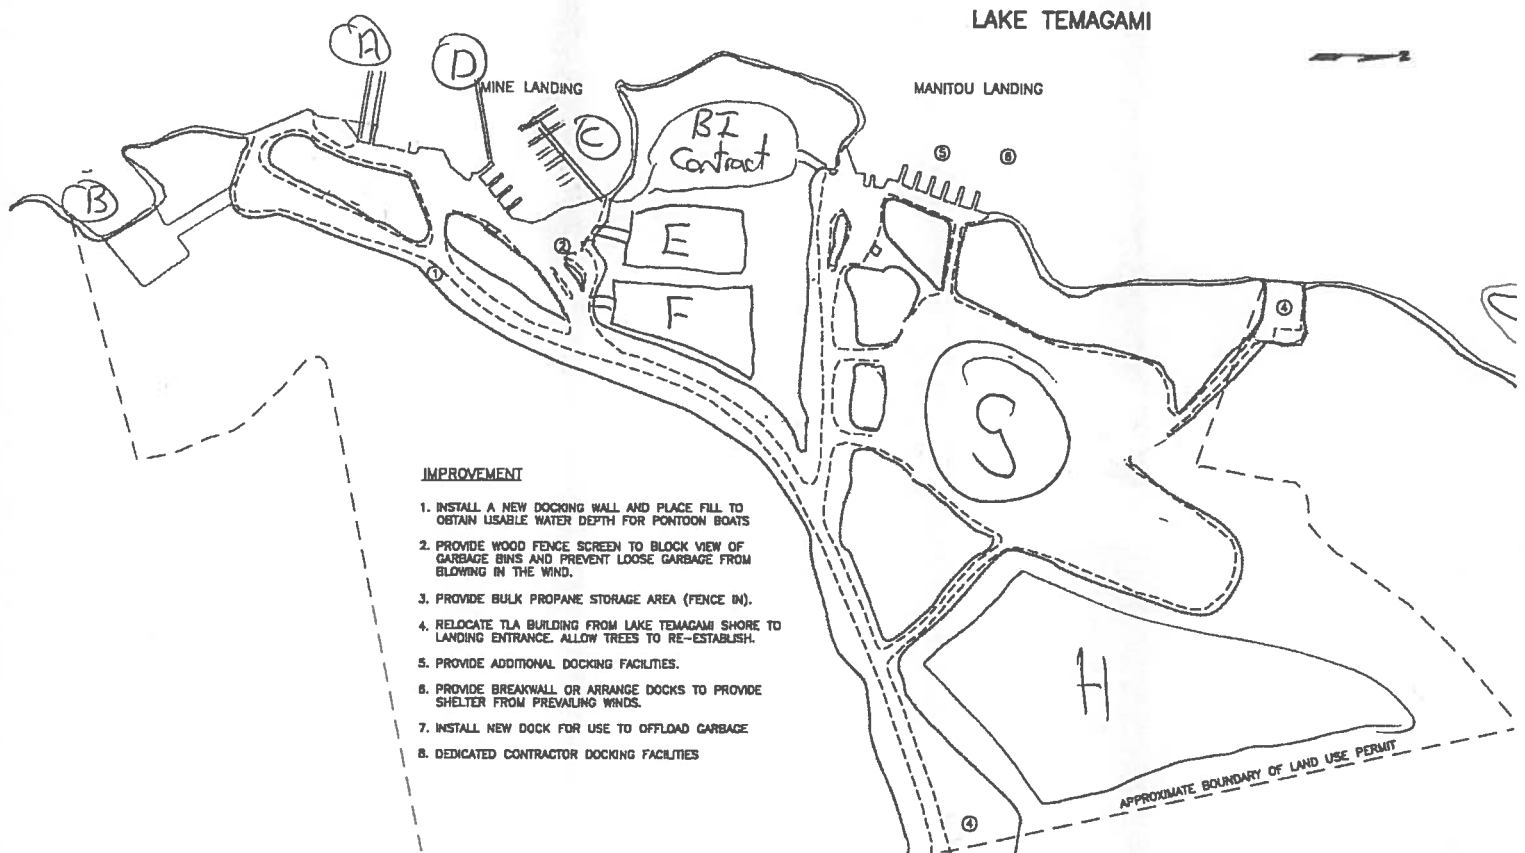 LAKE TEMAGAMI
A
D
MINE LANDING
MANITOU LANDING
C
BI
Contract
5
6
B
E
2
1
F
4
G
IMPROVEMENT
1. INSTALL A NEW DOCKING WALL AND PLACE FILL TO
OBTAIN USABLE WATER DEPTH FOR PONTOON BOATS
2. PROVIDE WOOD FENCE SCREEN TO BLOCK VIEW OF
GARBAGE BINS AND PREVENT LOOSE GARBAGE FROM
BLOWING IN THE WIND.
3. PROVIDE BULK PROPANE STORAGE AREA (FENCE IN).
4. RELOCATE TLA BUILDING FROM LAKE TEMAGAMI SHORE TO
LANDING ENTRANCE. ALLOW TREES TO RE-ESTABLISH.
5. PROVIDE ADDITIONAL DOCKING FACILITIES.
6. PROVIDE BREAKWALL OR ARRANGE DOCKS TO PROVIDE
SHELTER FROM PREVAILING WINDS.
7. INSTALL NEW DOCK FOR USE TO OFFLOAD GARBAGE
8. DEDICATED CONTRACTOR DOCKING FACILITIES
H
APPROXIMATE BOUNDARY OF LAND USE PERMIT
4